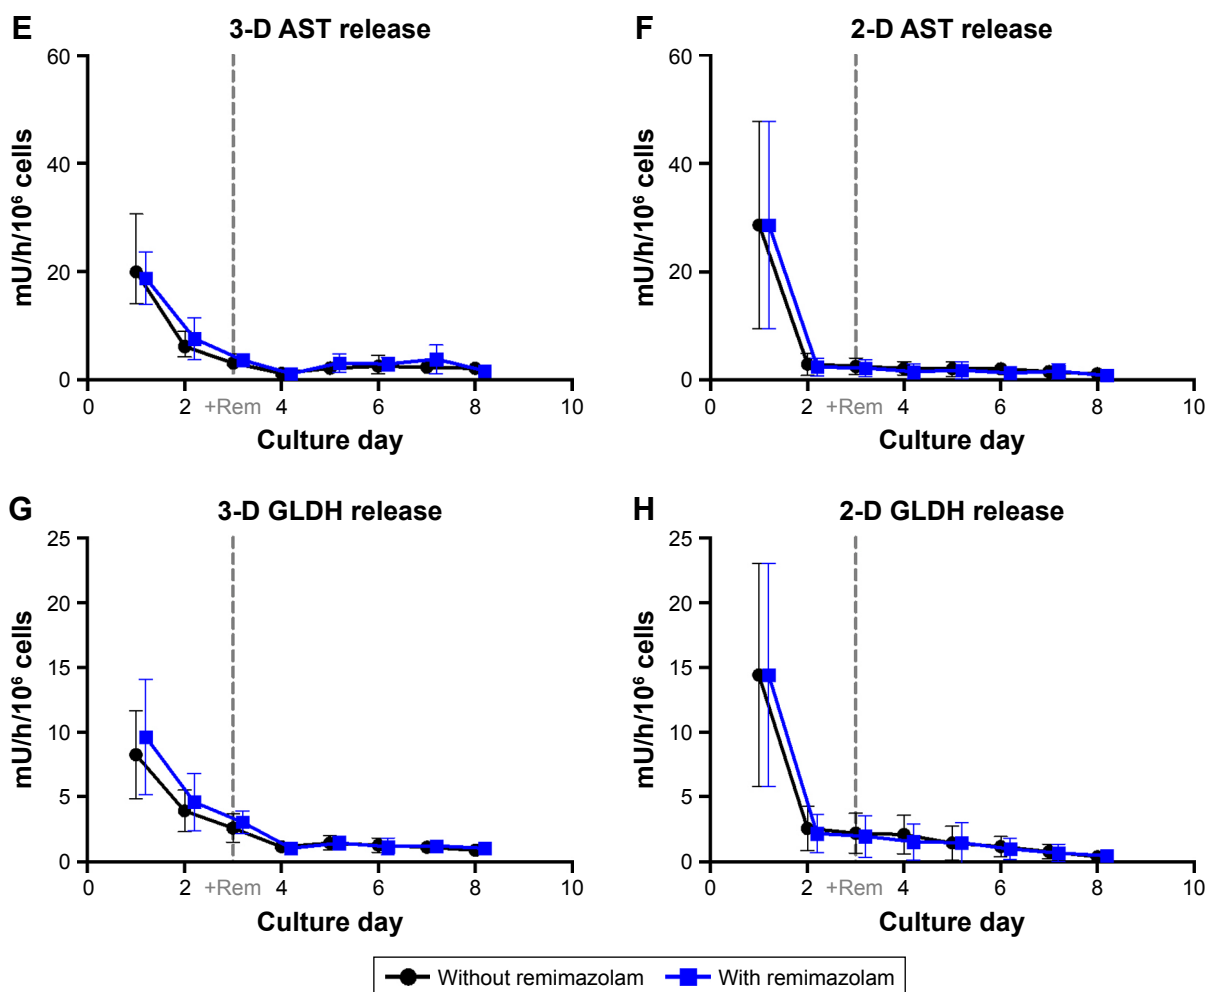 E
3-D AST release
60
40
20
0
mU/h/10⁶ cells
0 2 +Rem 4 6 8 10
Culture day
F
2-D AST release
60
40
20
0
mU/h/10⁶ cells
0 2 +Rem 4 6 8 10
Culture day
G
3-D GLDH release
25
20
15
10
5
0
mU/h/10⁶ cells
0 2 +Rem 4 6 8 10
Culture day
H
2-D GLDH release
25
20
15
10
5
0
mU/h/10⁶ cells
0 2 +Rem 4 6 8 10
Culture day
Without remimazolam With remimazolam